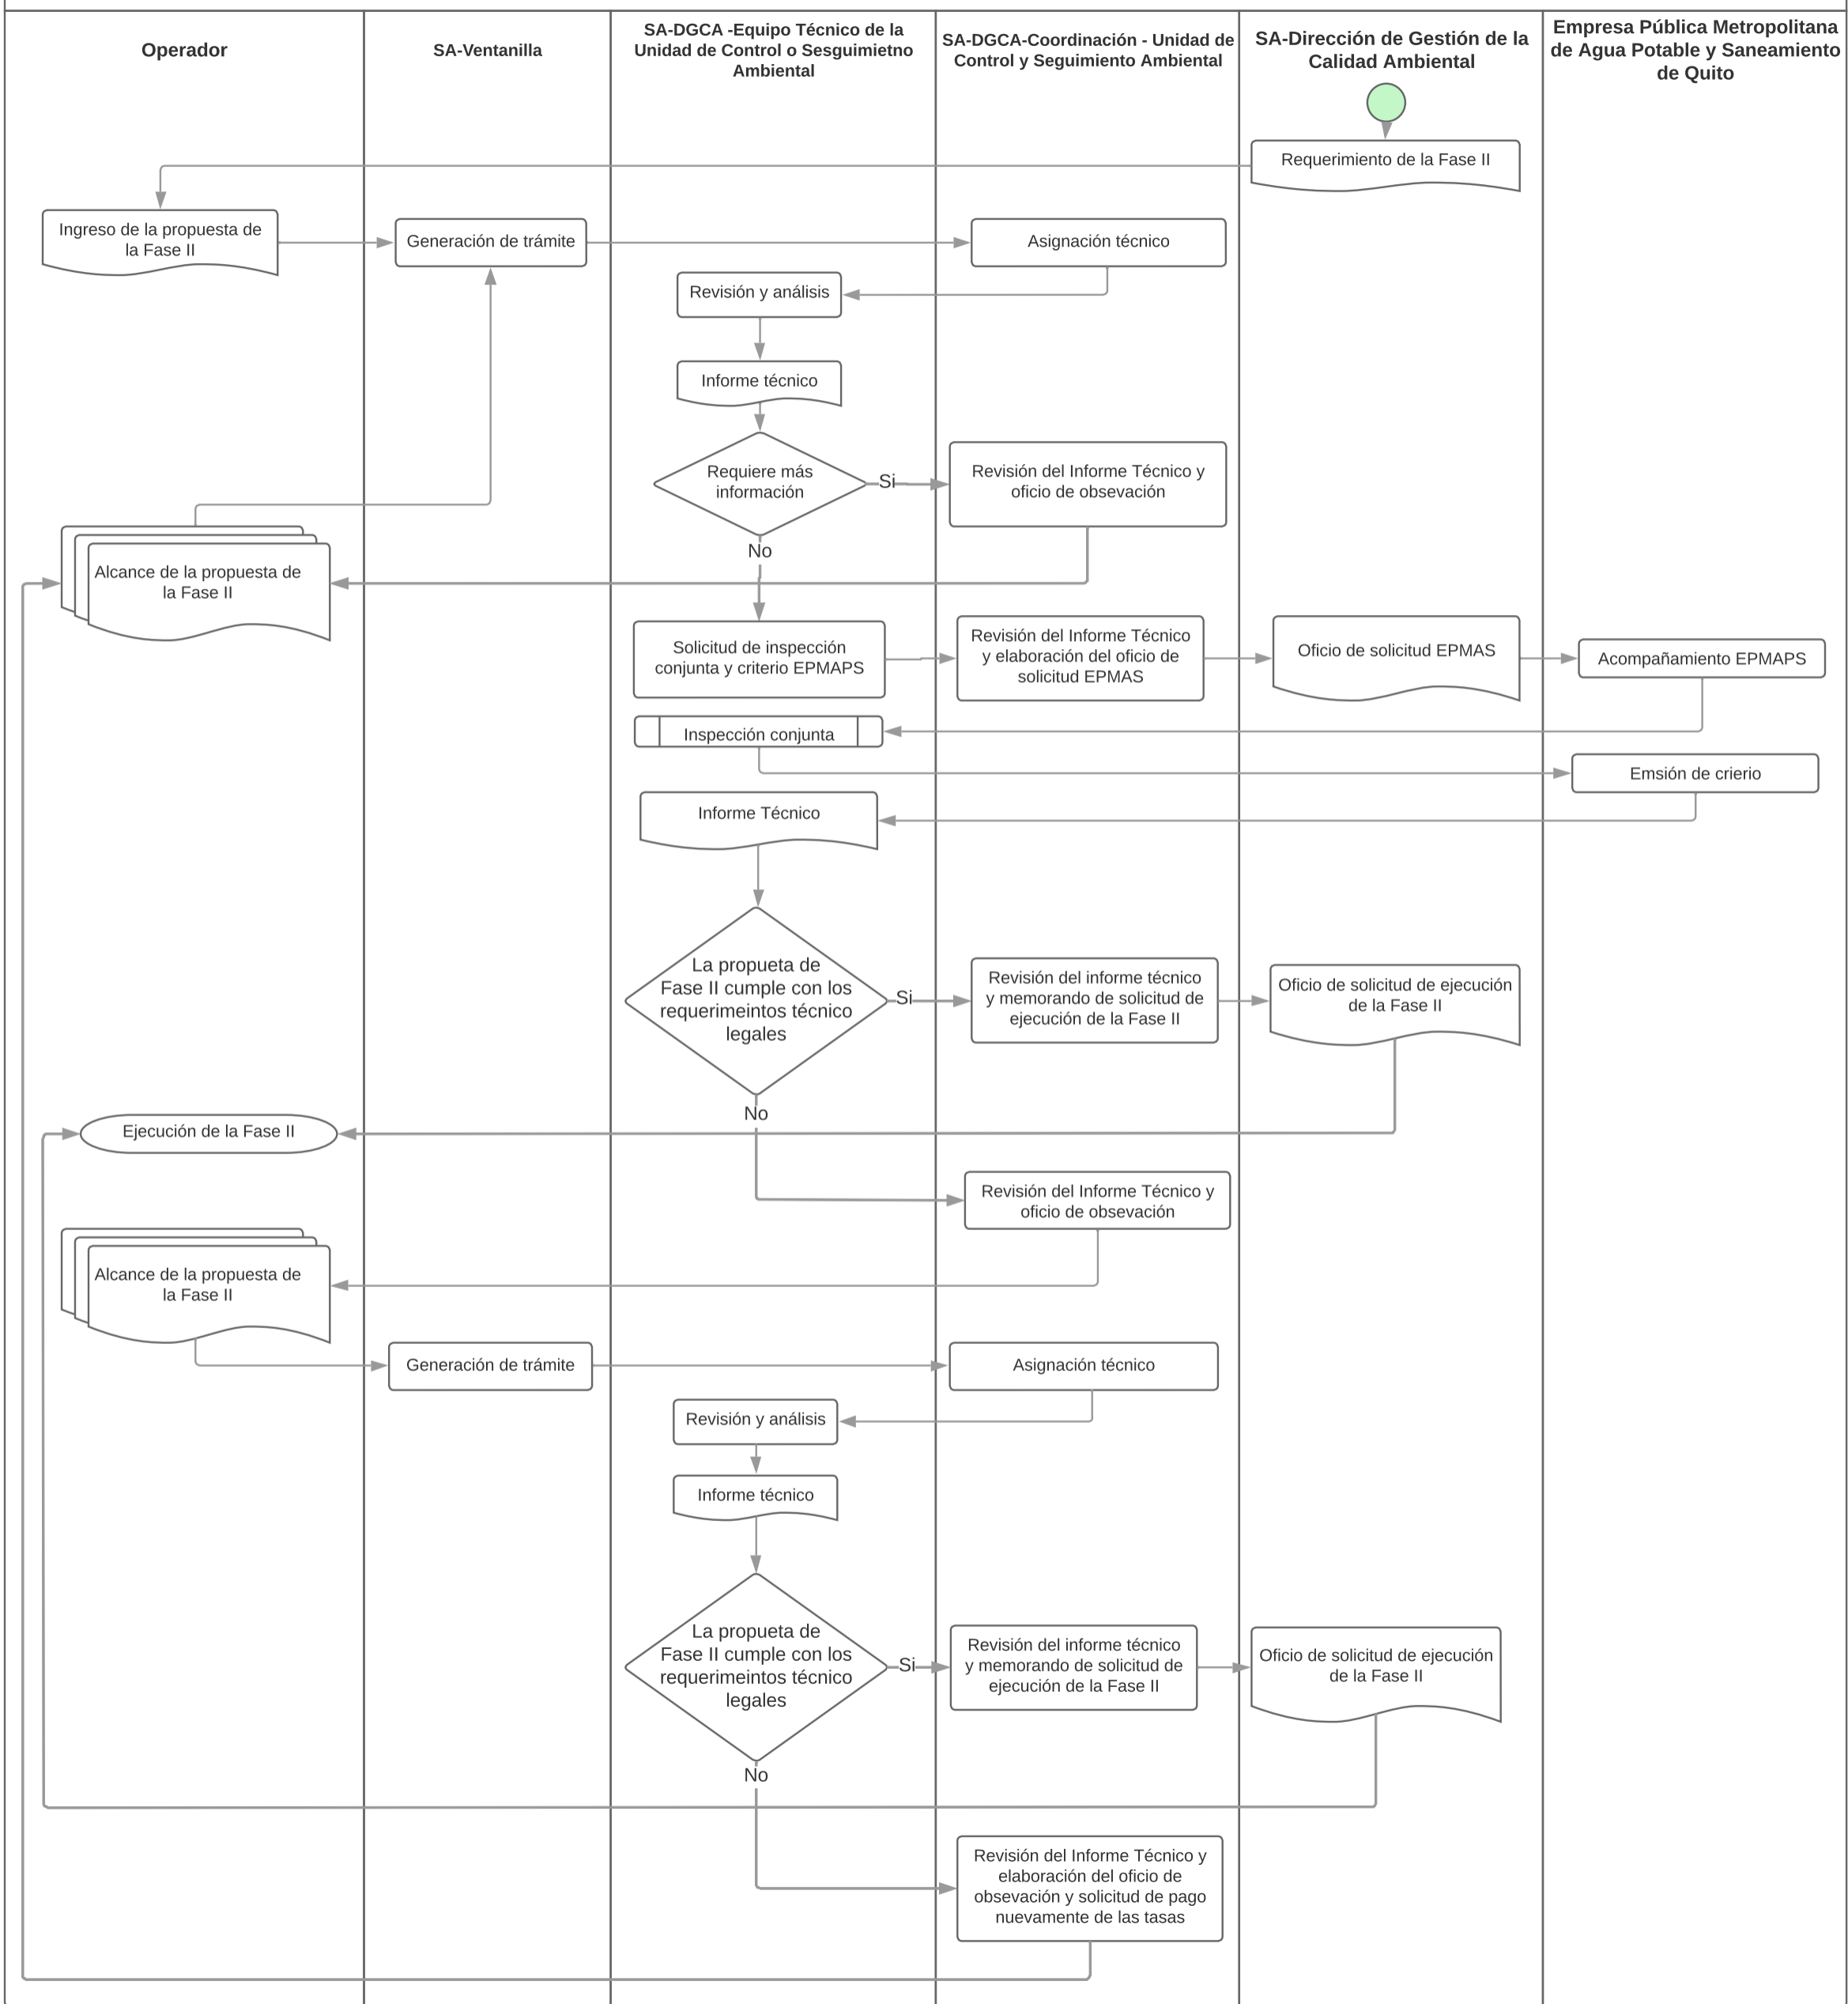 Operador
SA-Ventanilla
SA-DGCA -Equipo Técnico de la
Unidad de Control o Sesguimietno
Ambiental
SA-DGCA-Coordinación - Unidad de
Control y Seguimiento Ambiental
SA-Dirección de Gestión de la
Calidad Ambiental
Empresa Pública Metropolitana
de Agua Potable y Saneamiento
de Quito
Requerimiento de la Fase II
Ingreso de la propuesta de
la Fase II
Generación de trámite
Asignación técnico
Revisión y análisis
Informe técnico
Requiere más
información
Si
Revisión del Informe Técnico y
oficio de obsevación
No
Alcance de la propuesta de
la Fase II
Solicitud de inspección
conjunta y criterio EPMAPS
Revisión del Informe Técnico
y elaboración del oficio de
solicitud EPMAS
Oficio de solicitud EPMAS
Acompañamiento EPMAPS
Inspección conjunta
Emsión de crierio
Informe Técnico
La propueta de
Fase II cumple con los
requerimeintos técnico
legales
Si
Revisión del informe técnico
y memorando de solicitud de
ejecución de la Fase II
Oficio de solicitud de ejecución
de la Fase II
No
Ejecución de la Fase II
Revisión del Informe Técnico y
oficio de obsevación
Alcance de la propuesta de
la Fase II
Generación de trámite
Asignación técnico
Revisión y análisis
Informe técnico
La propueta de
Fase II cumple con los
requerimeintos técnico
legales
Si
Revisión del informe técnico
y memorando de solicitud de
ejecución de la Fase II
Oficio de solicitud de ejecución
de la Fase II
No
Revisión del Informe Técnico y
elaboración del oficio de
obsevación y solicitud de pago
nuevamente de las tasas